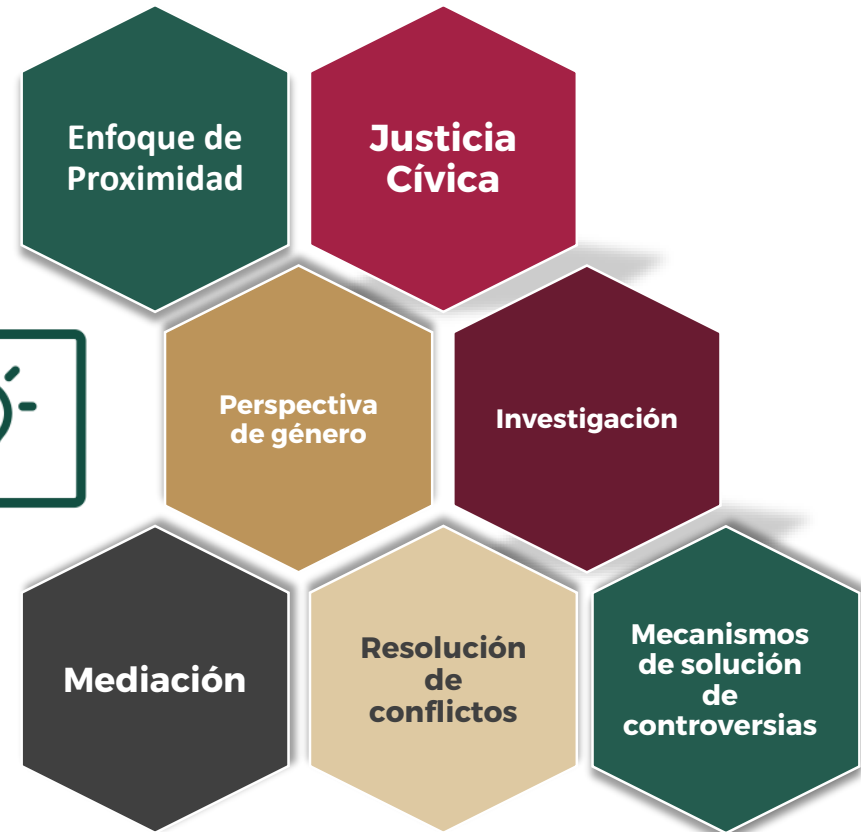 Enfoque de
Proximidad
Justicia
Cívica
Perspectiva
de género
Investigación
Mediación
Resolución
de
conflictos
Mecanismos
de solución
de
controversias